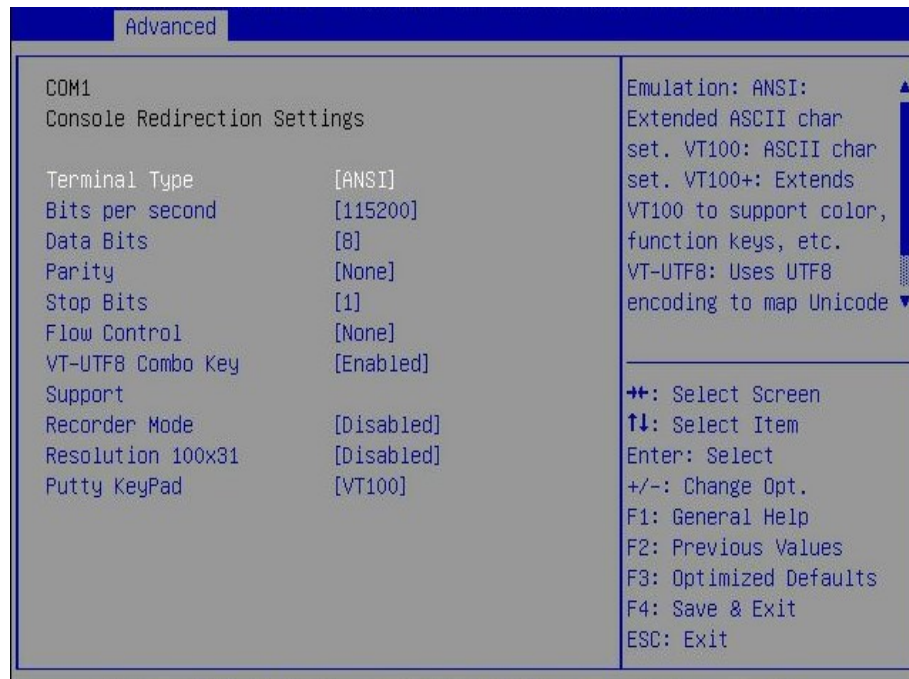 Advanced
COM1
Console Redirection Settings
Terminal Type [ANSI]
Bits per second [115200]
Data Bits [8]
Parity [None]
Stop Bits [1]
Flow Control [None]
VT-UTF8 Combo Key [Enabled]
Support
Recorder Mode [Disabled]
Resolution 100x31 [Disabled]
Putty KeyPad [VT100]
Emulation: ANSI:
Extended ASCII char
set. VT100: ASCII char
set. VT100+: Extends
VT100 to support color,
function keys, etc.
VT-UTF8: Uses UTF8
encoding to map Unicode
→←: Select Screen
↑↓: Select Item
Enter: Select
+/-: Change Opt.
F1: General Help
F2: Previous Values
F3: Optimized Defaults
F4: Save & Exit
ESC: Exit